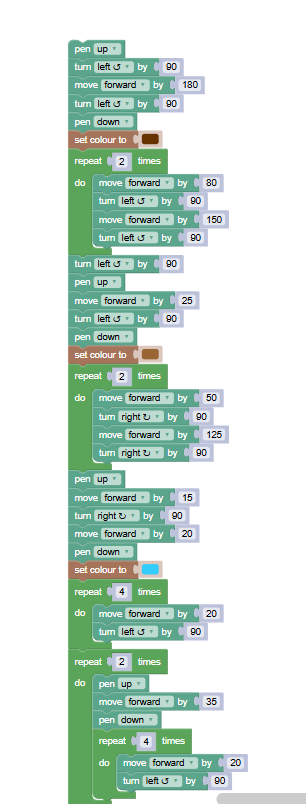 pen up
turn left ↺ by 90
move forward by 180
turn left ↺ by 90
pen down
set colour to
repeat 2 times
do move forward by 80
turn left ↺ by 90
move forward by 150
turn left ↺ by 90
turn left ↺ by 90
pen up
move forward by 25
turn left ↺ by 90
pen down
set colour to
repeat 2 times
do move forward by 50
turn right ↻ by 90
move forward by 125
turn right ↻ by 90
pen up
move forward by 15
turn right ↻ by 90
move forward by 20
pen down
set colour to
repeat 4 times
do move forward by 20
turn left ↺ by 90
repeat 2 times
do pen up
move forward by 35
pen down
repeat 4 times
do move forward by 20
turn left ↺ by 90